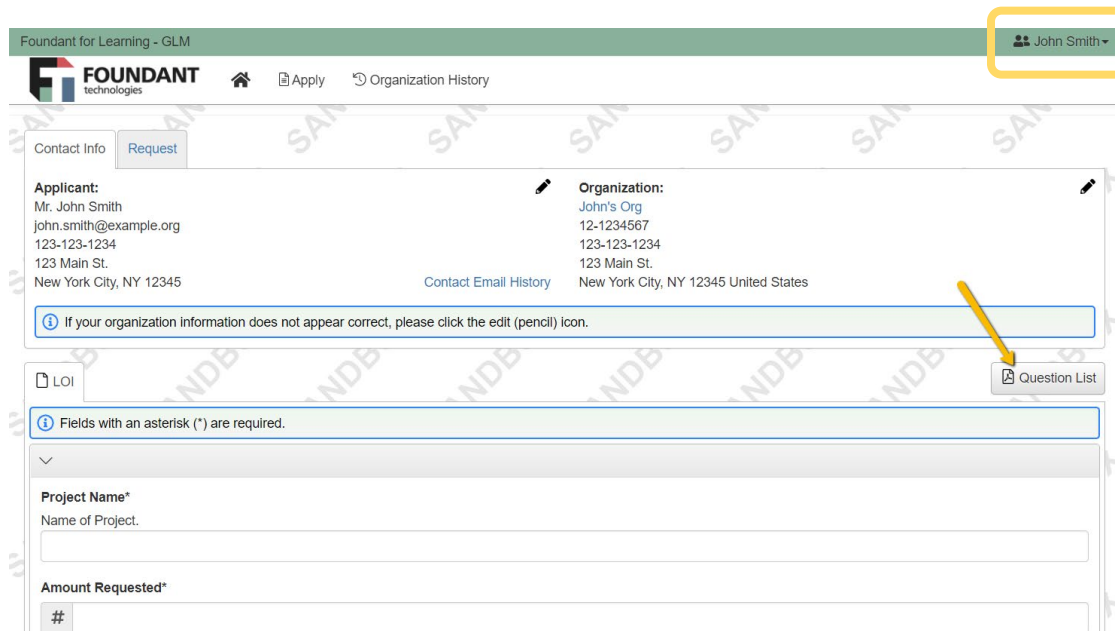 Foundant for Learning - GLM
John Smith
FOUNDANT
technologies
Apply
Organization History
Contact Info
Request
Applicant:
Mr. John Smith
john.smith@example.org
123-123-1234
123 Main St.
New York City, NY 12345
Contact Email History
Organization:
John's Org
12-1234567
123-123-1234
123 Main St.
New York City, NY 12345 United States
If your organization information does not appear correct, please click the edit (pencil) icon.
LOI
Question List
Fields with an asterisk (*) are required.
Project Name*
Name of Project.
Amount Requested*
#